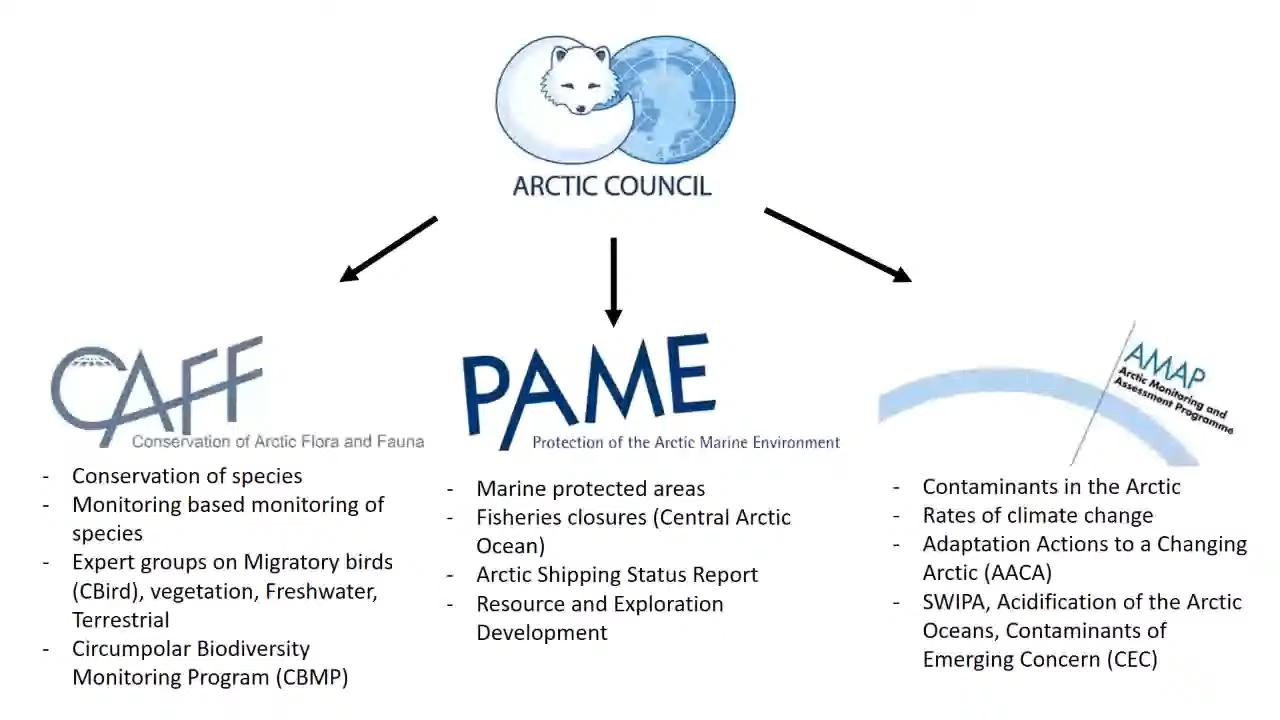 ARCTIC COUNCIL
CAFF
Conservation of Arctic Flora and Fauna
- Conservation of species
- Monitoring based monitoring of
species
- Expert groups on Migratory birds
(CBird), vegetation, Freshwater,
Terrestrial
- Circumpolar Biodiversity
Monitoring Program (CBMP)
PAME
Protection of the Arctic Marine Environment
- Marine protected areas
- Fisheries closures (Central Arctic
Ocean)
- Arctic Shipping Status Report
- Resource and Exploration
Development
AMAP
Arctic Monitoring and
Assessment Programme
- Contaminants in the Arctic
- Rates of climate change
- Adaptation Actions to a Changing
Arctic (AACA)
- SWIPA, Acidification of the Arctic
Oceans, Contaminants of
Emerging Concern (CEC)